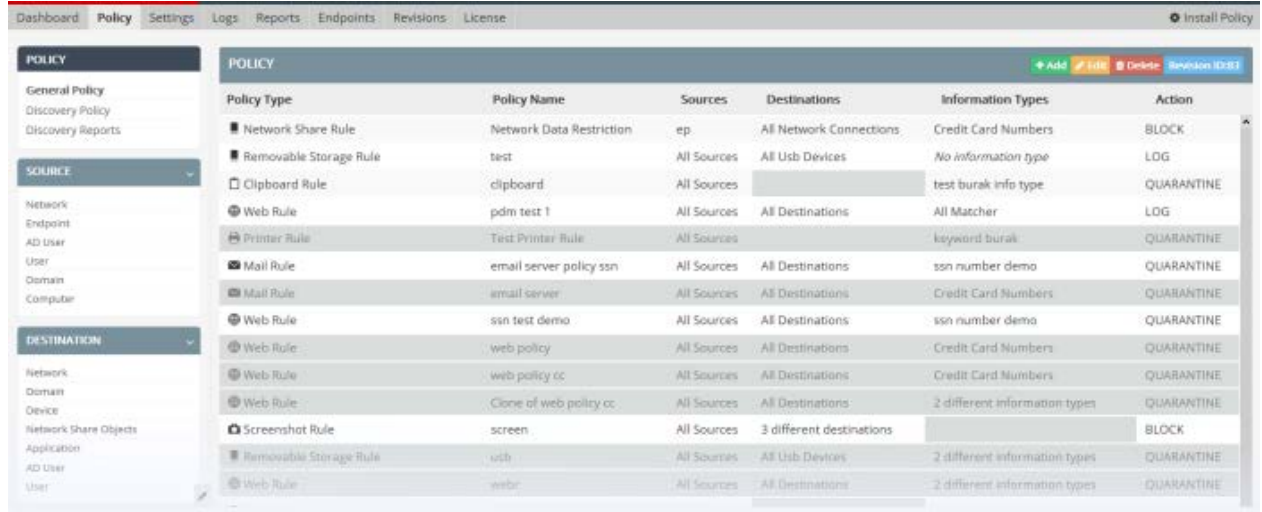 Dashboard Policy Settings Logs Reports Endpoints Revisions License Install Policy
POLICY
General Policy
Discovery Policy
Discovery Reports
SOURCE
Network
Endpoint
AD User
User
Domain
Computer
DESTINATION
Network
Domain
Device
Network Share Objects
Application
AD User
User
POLICY Add Edit Delete Revision ID:83
Policy Type Policy Name Sources Destinations Information Types Action
Network Share Rule Network Data Restriction ep All Network Connections Credit Card Numbers BLOCK
Removable Storage Rule test All Sources All Usb Devices No information type LOG
Clipboard Rule clipboard All Sources test burak info type QUARANTINE
Web Rule pdm test 1 All Sources All Destinations All Matcher LOG
Printer Rule Test Printer Rule All Sources keyword burak QUARANTINE
Mail Rule email server policy ssn All Sources All Destinations ssn number demo QUARANTINE
Mail Rule email server All Sources All Destinations Credit Card Numbers QUARANTINE
Web Rule ssn test demo All Sources All Destinations ssn number demo QUARANTINE
Web Rule web policy All Sources All Destinations Credit Card Numbers QUARANTINE
Web Rule web policy cc All Sources All Destinations Credit Card Numbers QUARANTINE
Web Rule Clone of web policy cc All Sources All Destinations 2 different information types QUARANTINE
Screenshot Rule screen All Sources 3 different destinations BLOCK
Removable Storage Rule usb All Sources All Usb Devices 2 different information types QUARANTINE
Web Rule webr All Sources All Destinations 2 different information types QUARANTINE